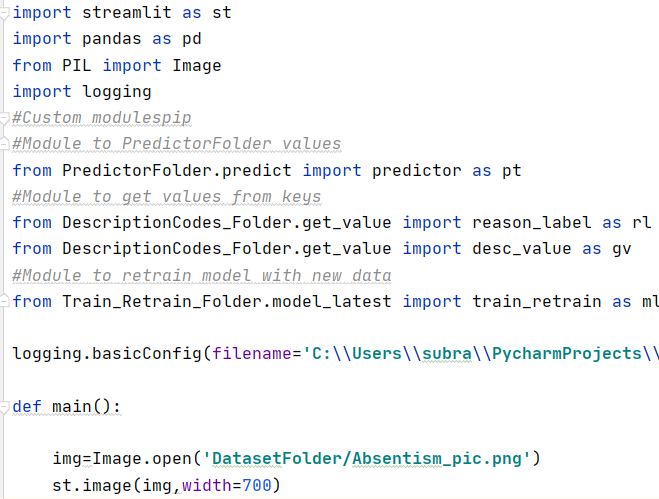 import streamlit as st
import pandas as pd
from PIL import Image
import logging
#Custom modulespip
#Module to PredictorFolder values
from PredictorFolder.predict import predictor as pt
#Module to get values from keys
from DescriptionCodes_Folder.get_value import reason_label as rl
from DescriptionCodes_Folder.get_value import desc_value as gv
#Module to retrain model with new data
from Train_Retrain_Folder.model_latest import train_retrain as ml
logging.basicConfig(filename='C:\\Users\\subra\\PycharmProjects\\
def main():
img=Image.open('DatasetFolder/Absentism_pic.png')
st.image(img,width=700)